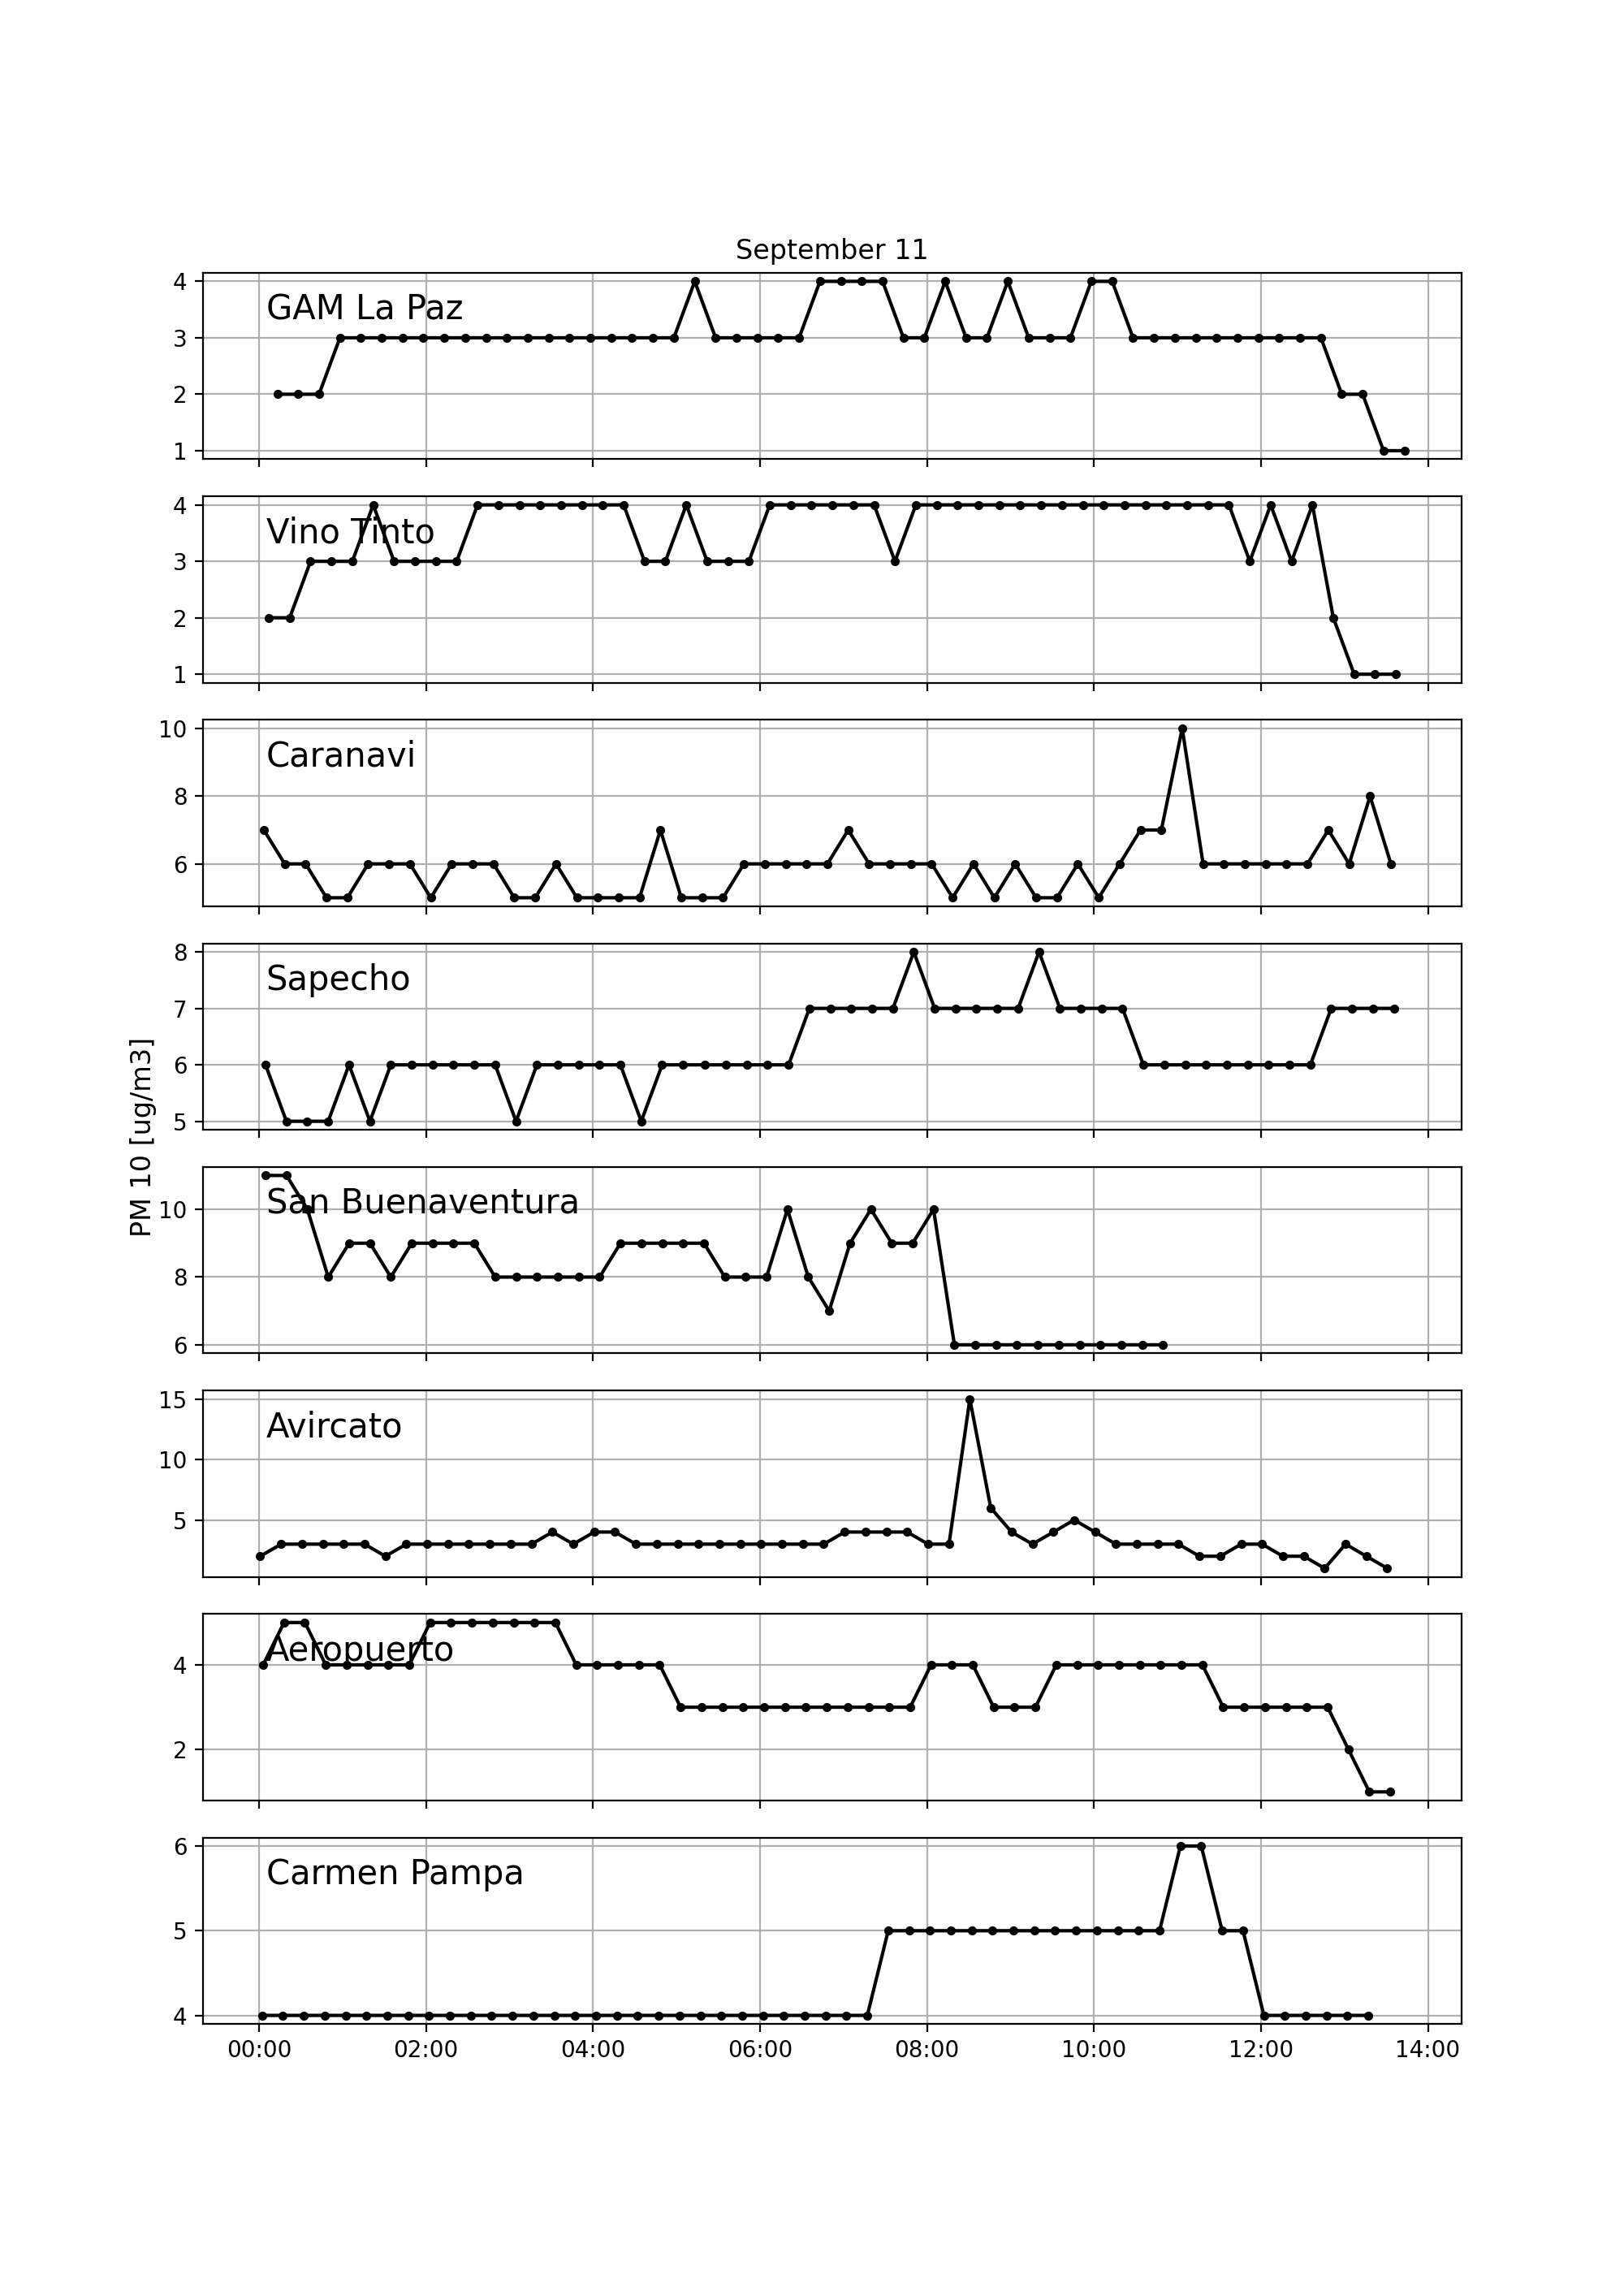 September 11
4
GAM La Paz
3
2
1
4
Vino Tinto
3
2
1
10
Caranavi
8
6
8
Sapecho
7
6
5
PM 10 [ug/m3]
San Buenaventura
10
8
6
15
Avircato
10
5
Aeropuerto
4
2
6
Carmen Pampa
5
4
00:00 02:00 04:00 06:00 08:00 10:00 12:00 14:00